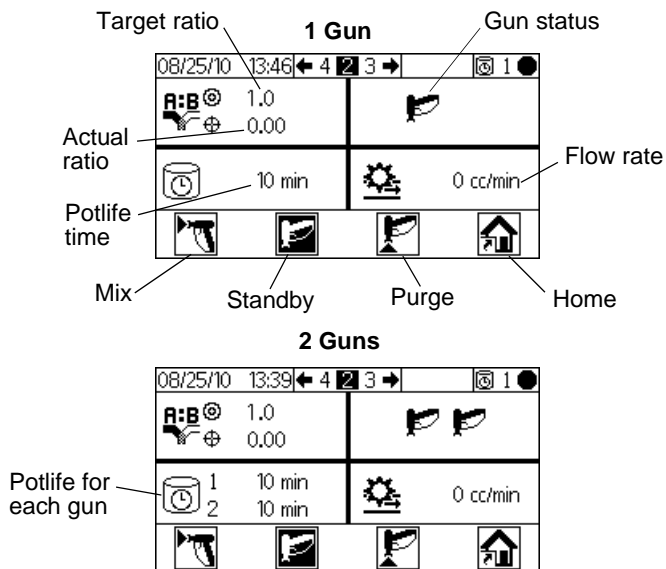 Target ratio
1 Gun
Gun status
08/25/10 13:46 4 2 3 1
A:B 1.0
0.00
Actual
ratio
10 min
0 cc/min
Flow rate
Potlife
time
Mix
Standby
Purge
Home
2 Guns
08/25/10 13:39 4 2 3 1
A:B 1.0
0.00
Potlife for
each gun
1 10 min
2 10 min
0 cc/min